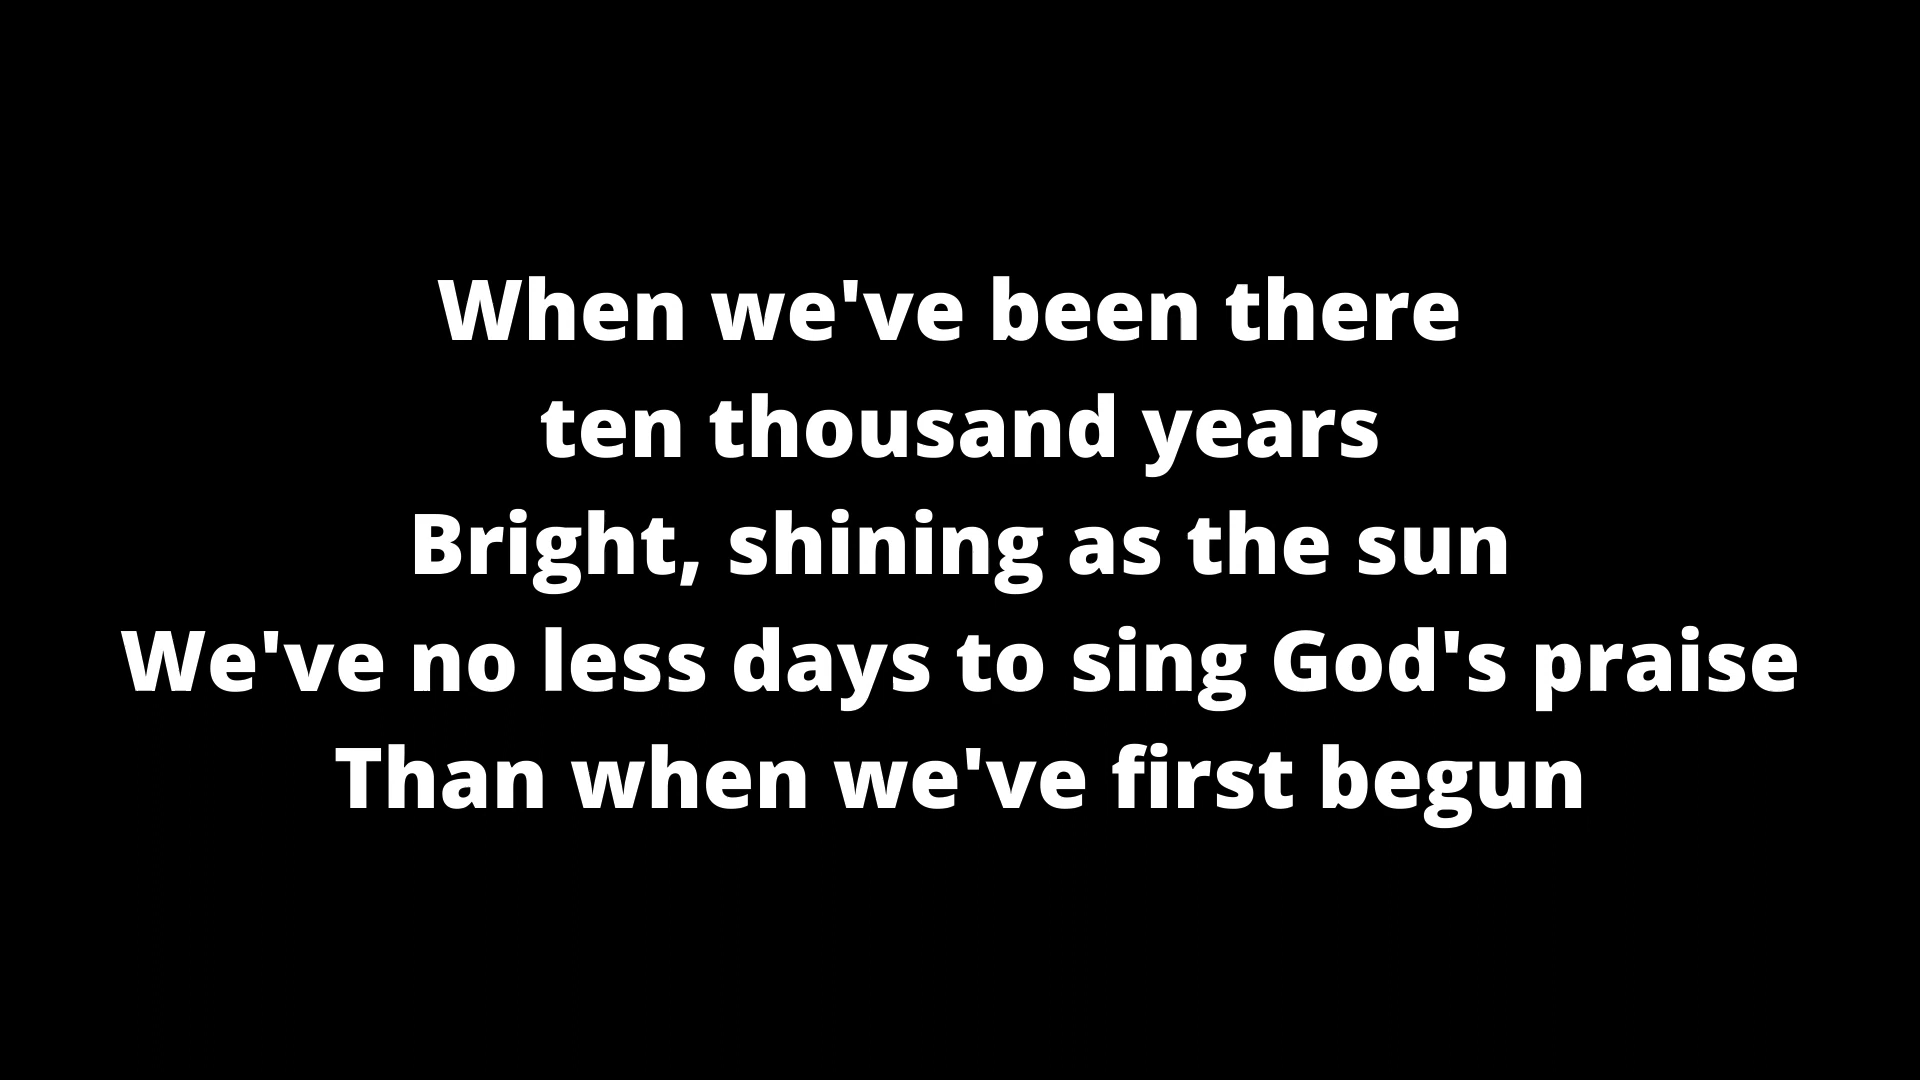 When we've been there
ten thousand years
Bright, shining as the sun
We've no less days to sing God's praise
Than when we've first begun